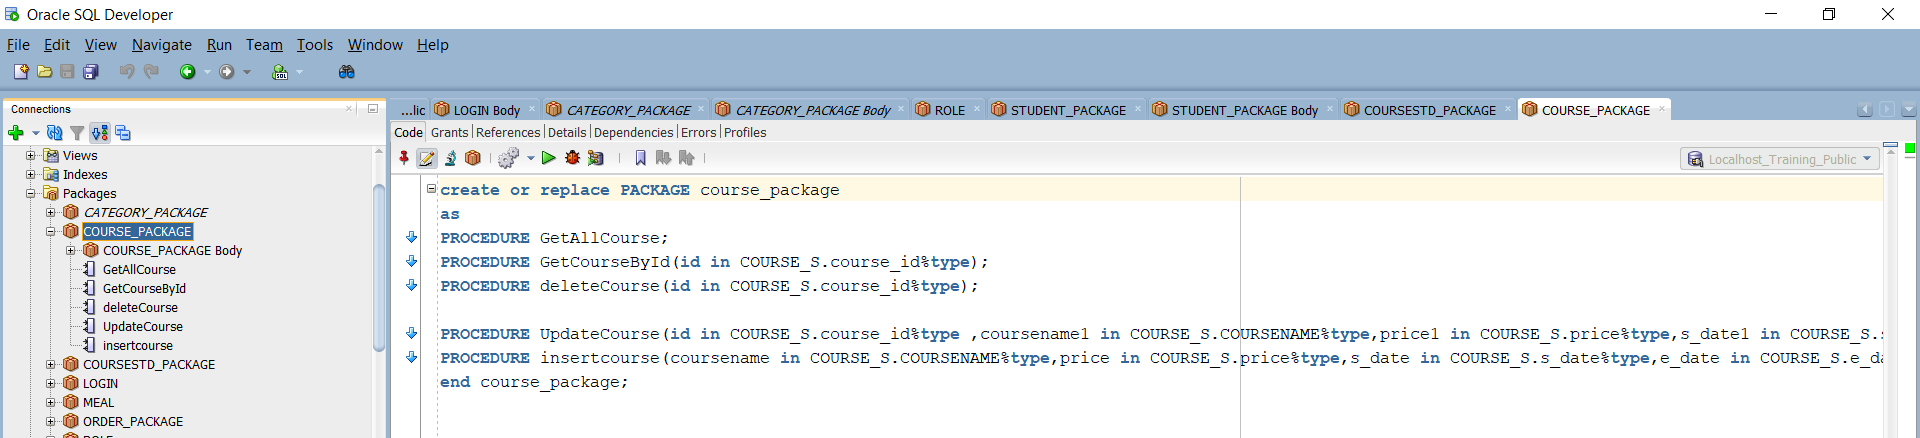 Oracle SQL Developer
File Edit View Navigate Run Team Tools Window Help
SQL
Connections
...lic LOGIN Body CATEGORY_PACKAGE CATEGORY_PACKAGE Body ROLE STUDENT_PACKAGE STUDENT_PACKAGE Body COURSESTD_PACKAGE COURSE_PACKAGE
Code Grants References Details Dependencies Errors Profiles
Localhost_Training_Public
Views
Indexes
Packages
CATEGORY_PACKAGE
COURSE_PACKAGE
COURSE_PACKAGE Body
GetAllCourse
GetCourseById
deleteCourse
UpdateCourse
insertcourse
COURSESTD_PACKAGE
LOGIN
MEAL
ORDER_PACKAGE
create or replace PACKAGE course_package
as
PROCEDURE GetAllCourse;
PROCEDURE GetCourseById(id in COURSE_S.course_id%type);
PROCEDURE deleteCourse(id in COURSE_S.course_id%type);
PROCEDURE UpdateCourse(id in COURSE_S.course_id%type ,coursename1 in COURSE_S.COURSENAME%type,price1 in COURSE_S.price%type,s_date1 in COURSE_S.s
PROCEDURE insertcourse(coursename in COURSE_S.COURSENAME%type,price in COURSE_S.price%type,s_date in COURSE_S.s_date%type,e_date in COURSE_S.e_da
end course_package;